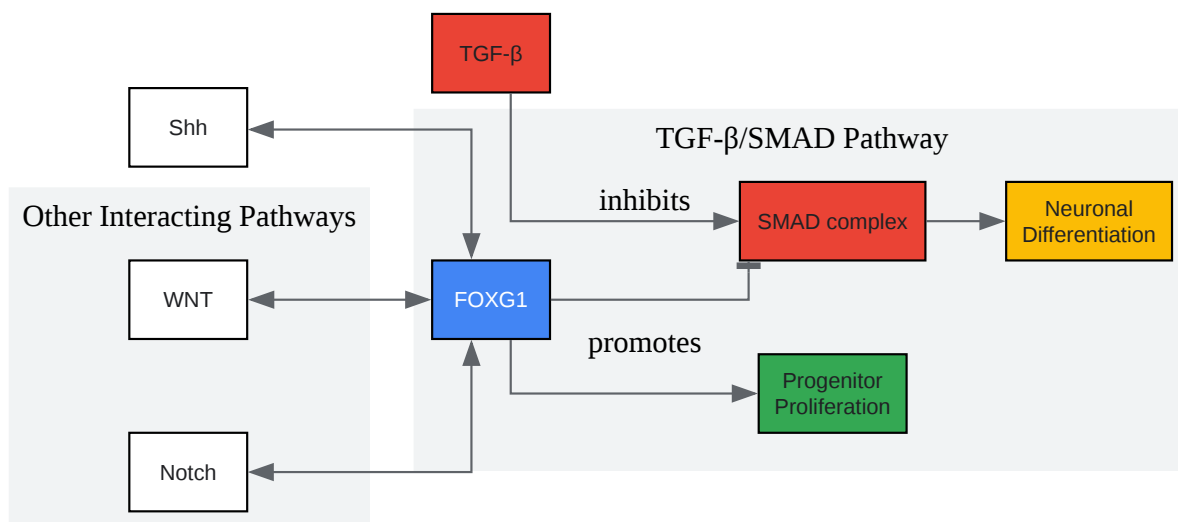 TGF-β
Shh
TGF-β/SMAD Pathway
inhibits
Other Interacting Pathways
SMAD complex
Neuronal
Differentiation
WNT
FOXG1
promotes
Progenitor
Proliferation
Notch